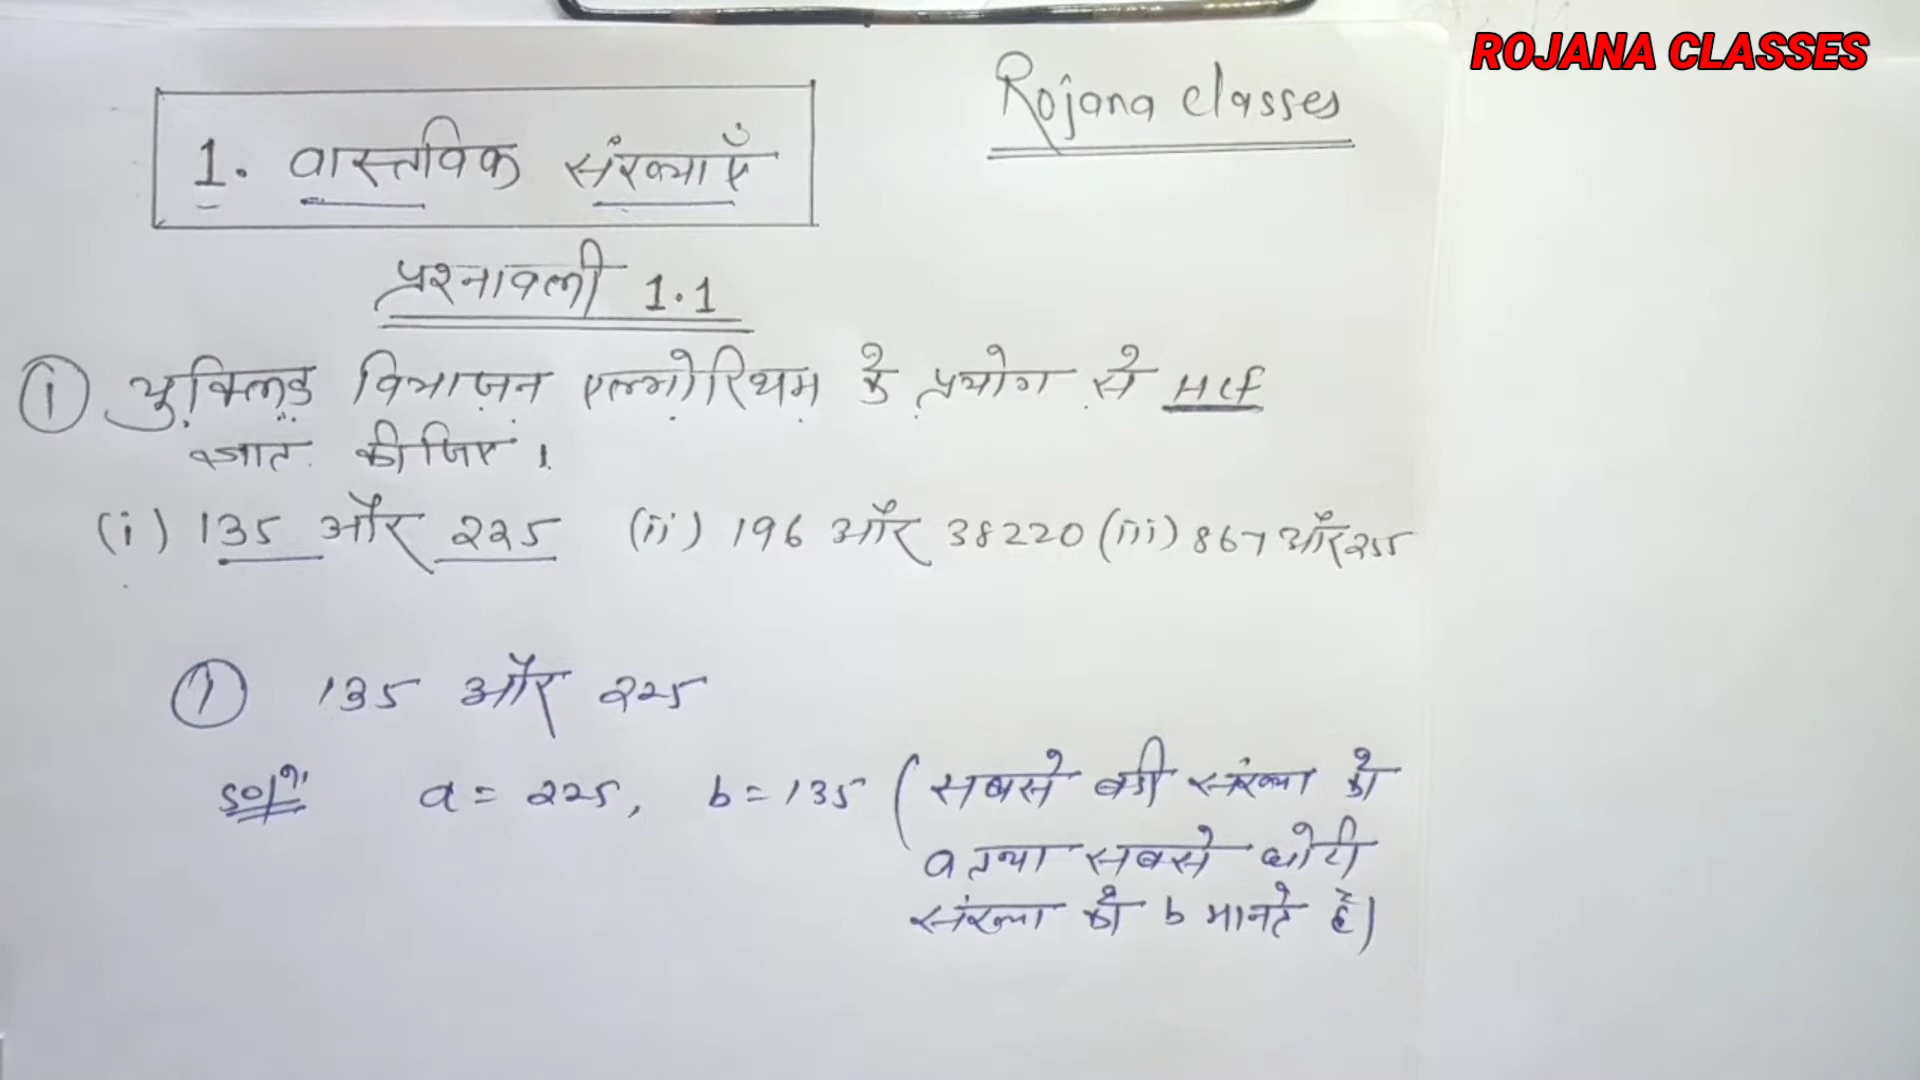 ROJANA CLASSES
Rojana classes
1. वास्तविक संख्याएँ
प्रश्नावली 1.1
① युक्लिड विभाजन एल्गोरिथम के प्रयोग से HCF
ज्ञात कीजिए।
(i) 135 और 225 (ii) 196 और 38220 (iii) 867 और 255
① 135 और 225
Solⁿ, a = 225, b = 135 (सबसे बड़ी संख्या को
a तथा सबसे छोटी
संख्या को b मानते हैं)